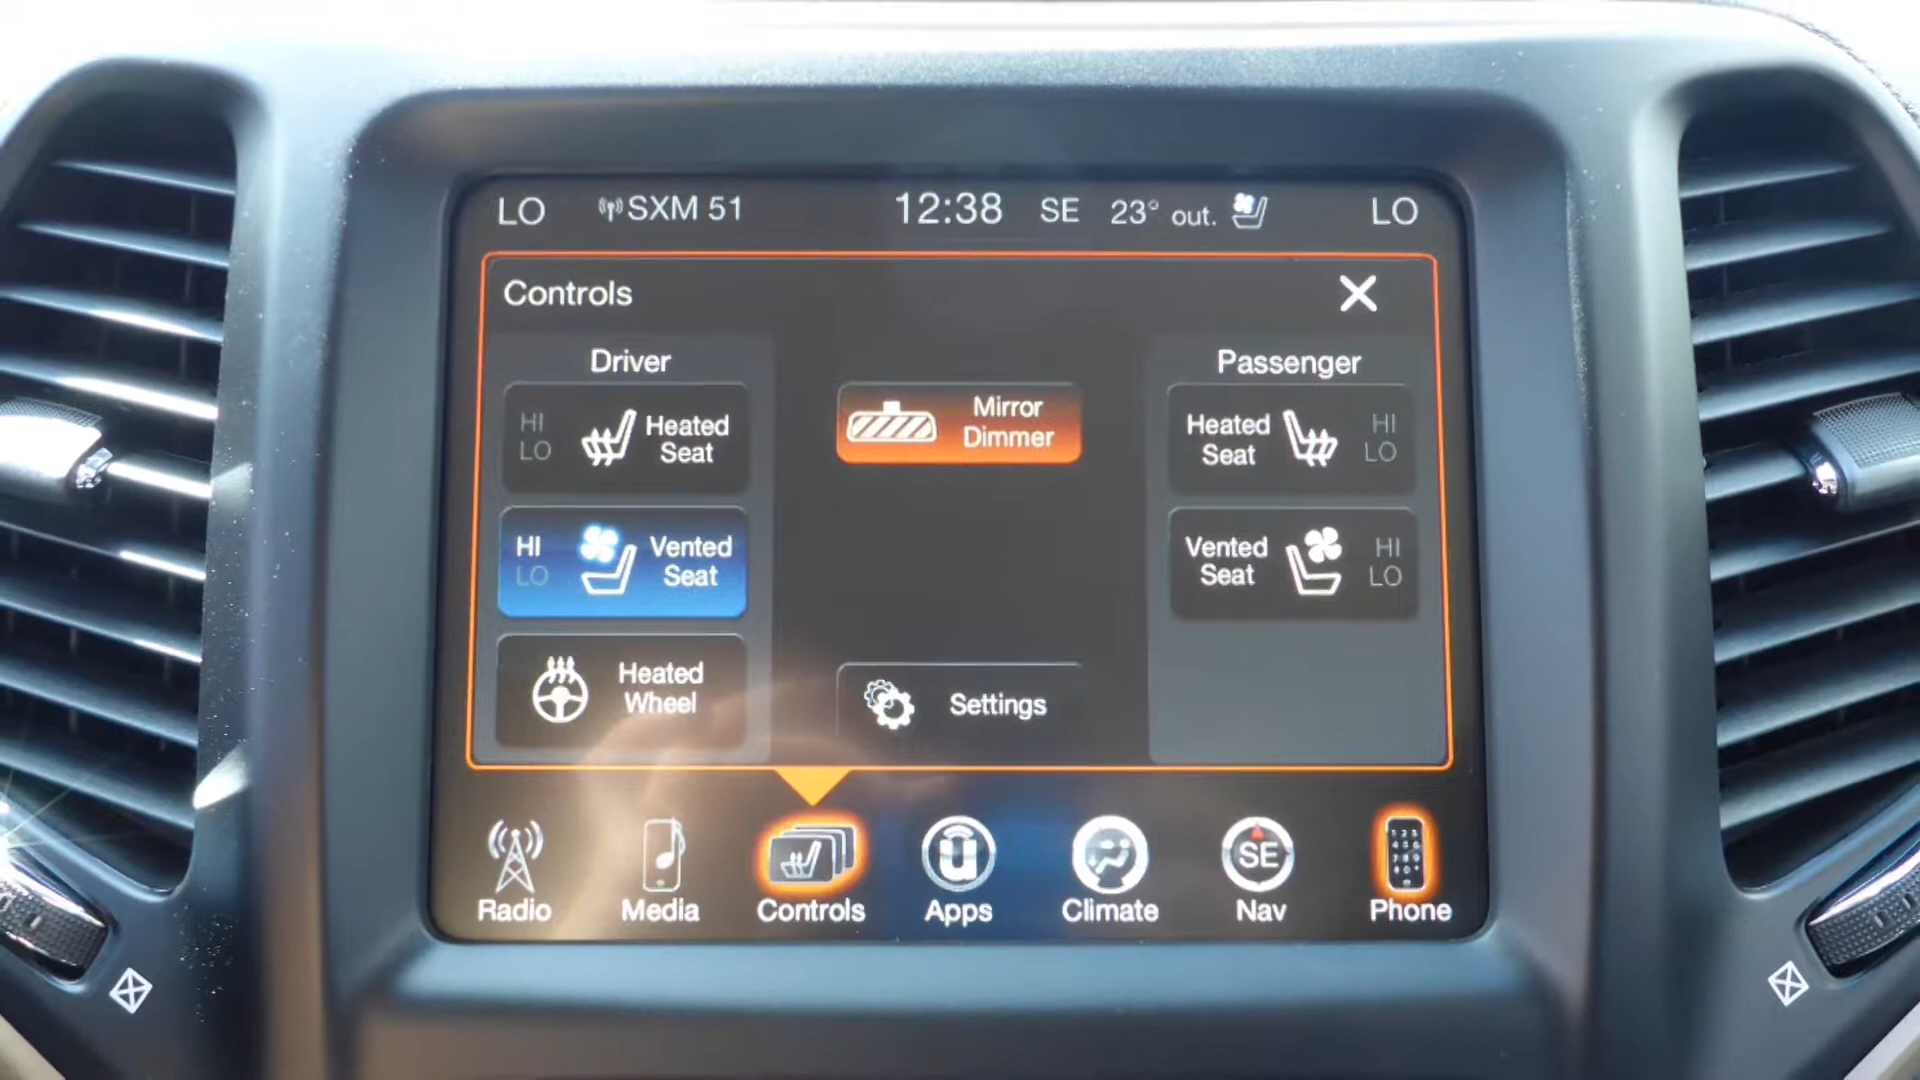 LO SXM 51 12:38 SE 23° out. LO
Controls
Driver
Passenger
HI
LO
Heated
Seat
Mirror
Dimmer
Heated
Seat
HI
LO
HI
LO
Vented
Seat
Vented
Seat
HI
LO
Heated
Wheel
Settings
SE
Radio Media Controls Apps Climate Nav Phone